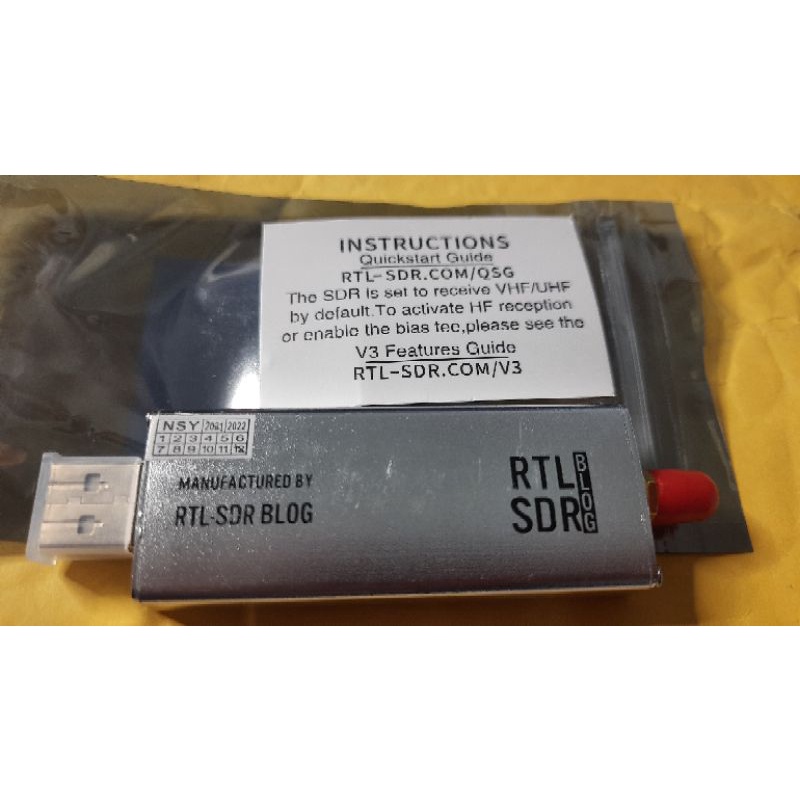 INSTRUCTIONS
Quickstart Guide
RTL-SDR.COM/QSG
The SDR is set to receive VHF/UHF
by default.To activate HF reception
or enable the bias tee,please see the
V3 Features Guide
RTL-SDR.COM/V3
NSY 2021 2022
1 2 3 4 5 6
7 8 9 10 11 12
MANUFACTURED BY
RTL-SDR BLOG
RTL
SDR
BLOG